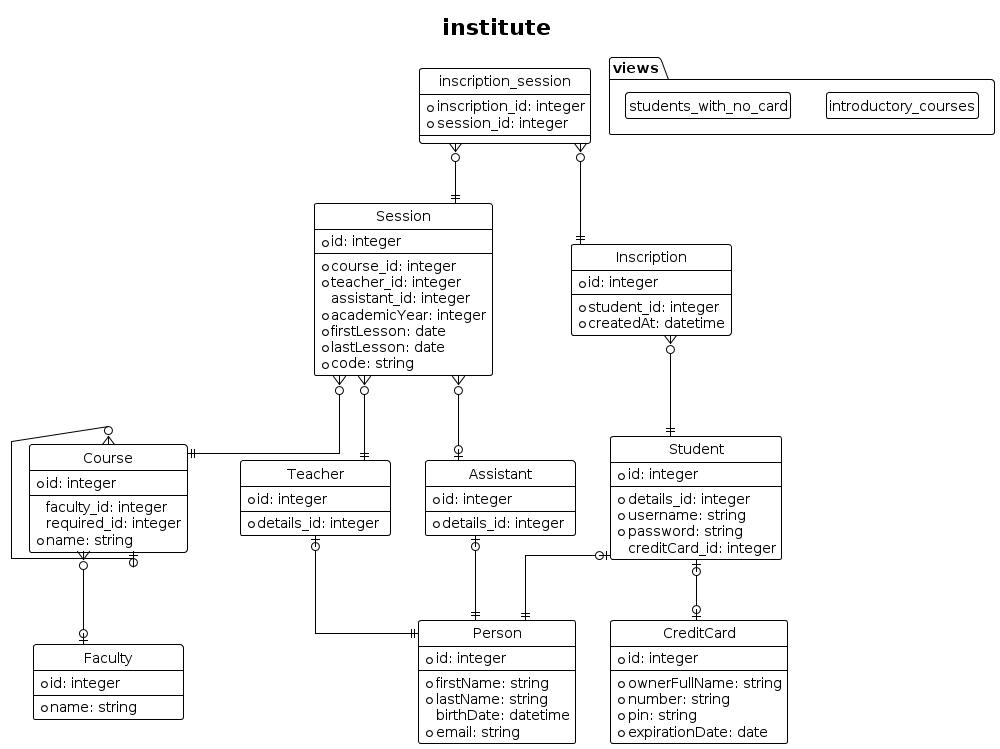 institute
inscription_session
inscription_id: integer
session_id: integer
views
students_with_no_card
introductory_courses
Session
id: integer
course_id: integer
teacher_id: integer
assistant_id: integer
academicYear: integer
firstLesson: date
lastLesson: date
code: string
Inscription
id: integer
student_id: integer
createdAt: datetime
Course
id: integer
faculty_id: integer
required_id: integer
name: string
Teacher
id: integer
details_id: integer
Assistant
id: integer
details_id: integer
Student
id: integer
details_id: integer
username: string
password: string
creditCard_id: integer
Faculty
id: integer
name: string
Person
id: integer
firstName: string
lastName: string
birthDate: datetime
email: string
CreditCard
id: integer
ownerFullName: string
number: string
pin: string
expirationDate: date